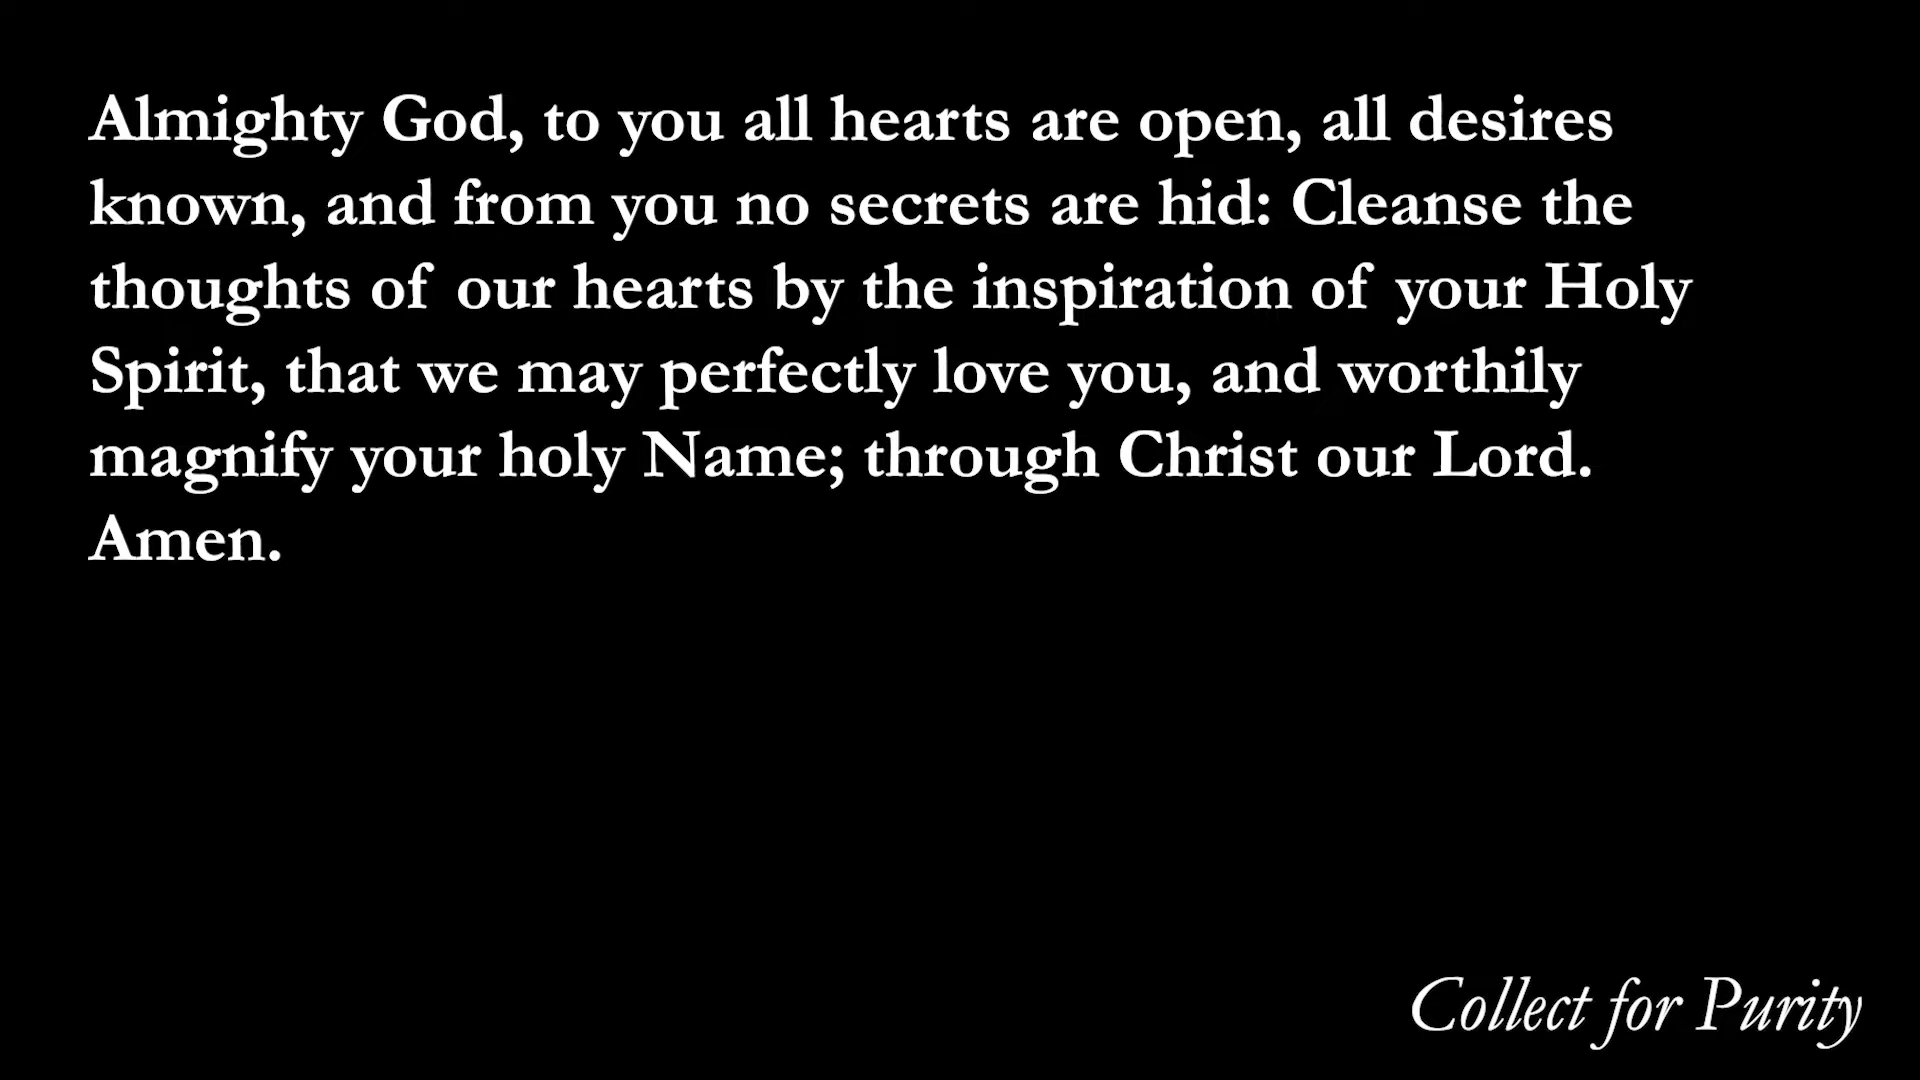 Almighty God, to you all hearts are open, all desires
known, and from you no secrets are hid: Cleanse the
thoughts of our hearts by the inspiration of your Holy
Spirit, that we may perfectly love you, and worthily
magnify your holy Name; through Christ our Lord.
Amen.
Collect for Purity